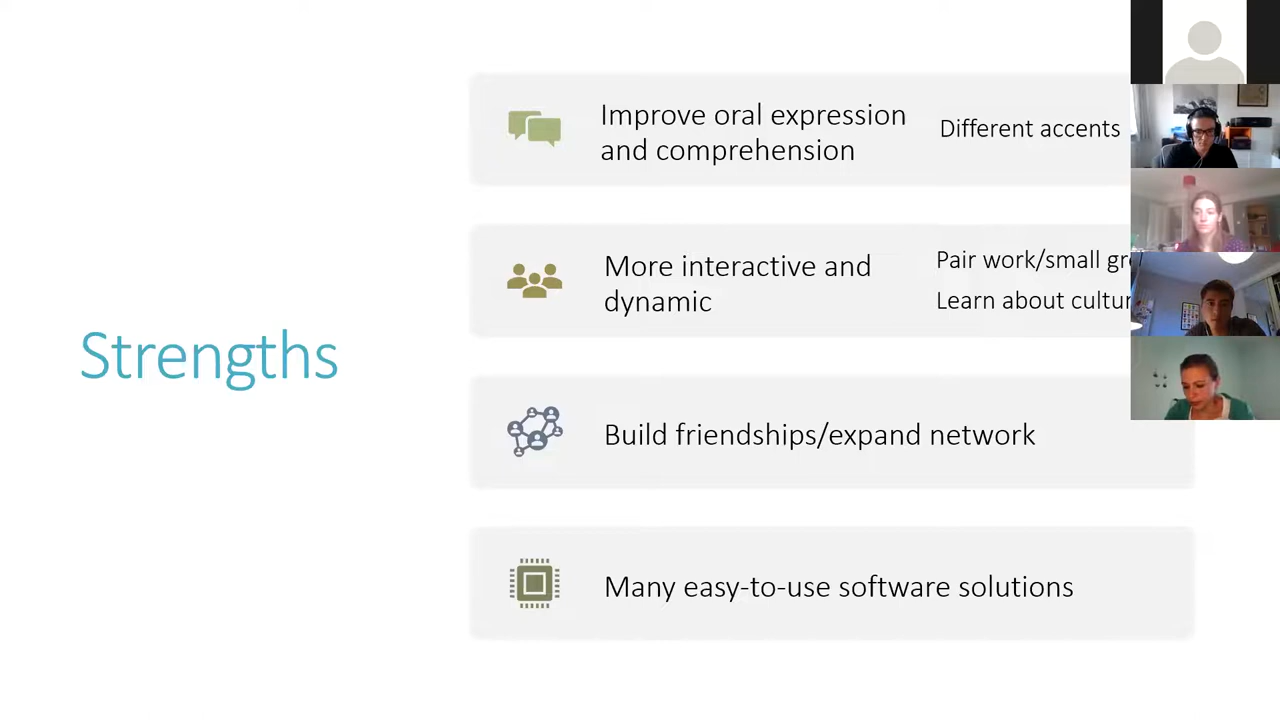 Strengths
Improve oral expression
and comprehension
Different accents
More interactive and
dynamic
Pair work/small
Learn about
Build friendships/expand network
Many easy-to-use software solutions